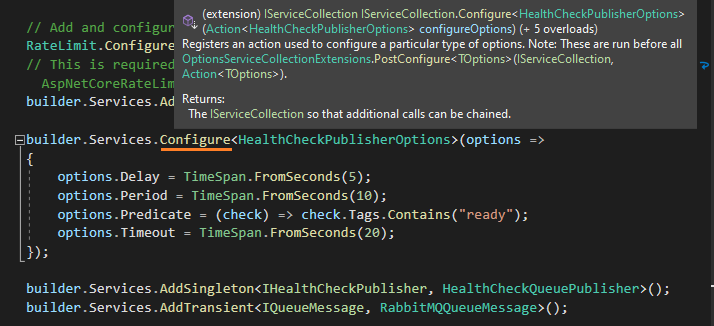 // Add and configur
(extension) IServiceCollection IServiceCollection.Configure<HealthCheckPublisherOptions>
(Action<HealthCheckPublisherOptions> configureOptions) (+ 5 overloads)
Registers an action used to configure a particular type of options. Note: These are run before all
OptionsServiceCollectionExtensions.PostConfigure<TOptions>(IServiceCollection,
Action<TOptions>).
Returns:
The IServiceCollection so that additional calls can be chained.
RateLimit.Configure
// This is required
AspNetCoreRateLim
builder.Services.Ad
builder.Services.Configure<HealthCheckPublisherOptions>(options =>
{
options.Delay = TimeSpan.FromSeconds(5);
options.Period = TimeSpan.FromSeconds(10);
options.Predicate = (check) => check.Tags.Contains("ready");
options.Timeout = TimeSpan.FromSeconds(20);
});
builder.Services.AddSingleton<IHealthCheckPublisher, HealthCheckQueuePublisher>();
builder.Services.AddTransient<IQueueMessage, RabbitMQQueueMessage>();